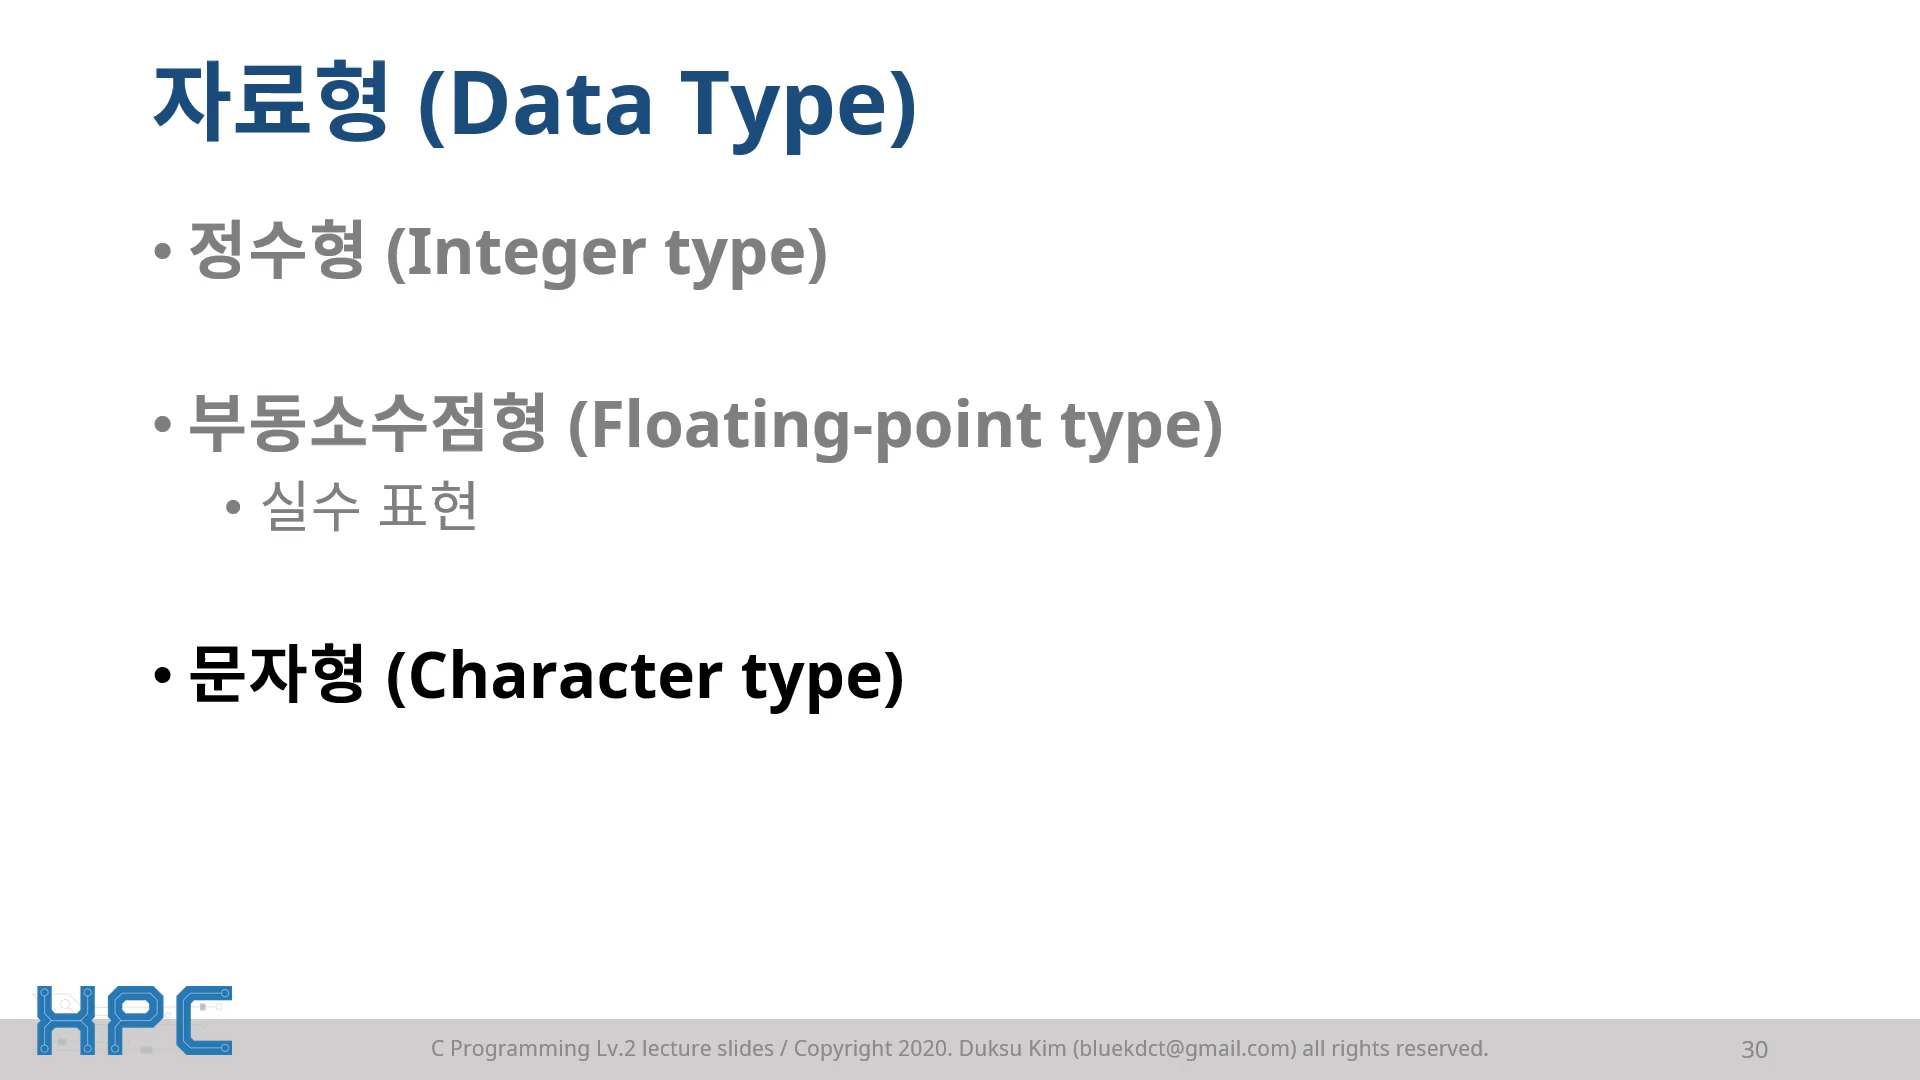 자료형 (Data Type)
• 정수형 (Integer type)
• 부동소수점형 (Floating-point type)
• 실수 표현
• 문자형 (Character type)
HPC
C Programming Lv.2 lecture slides / Copyright 2020. Duksu Kim (bluekdct@gmail.com) all rights reserved.
30